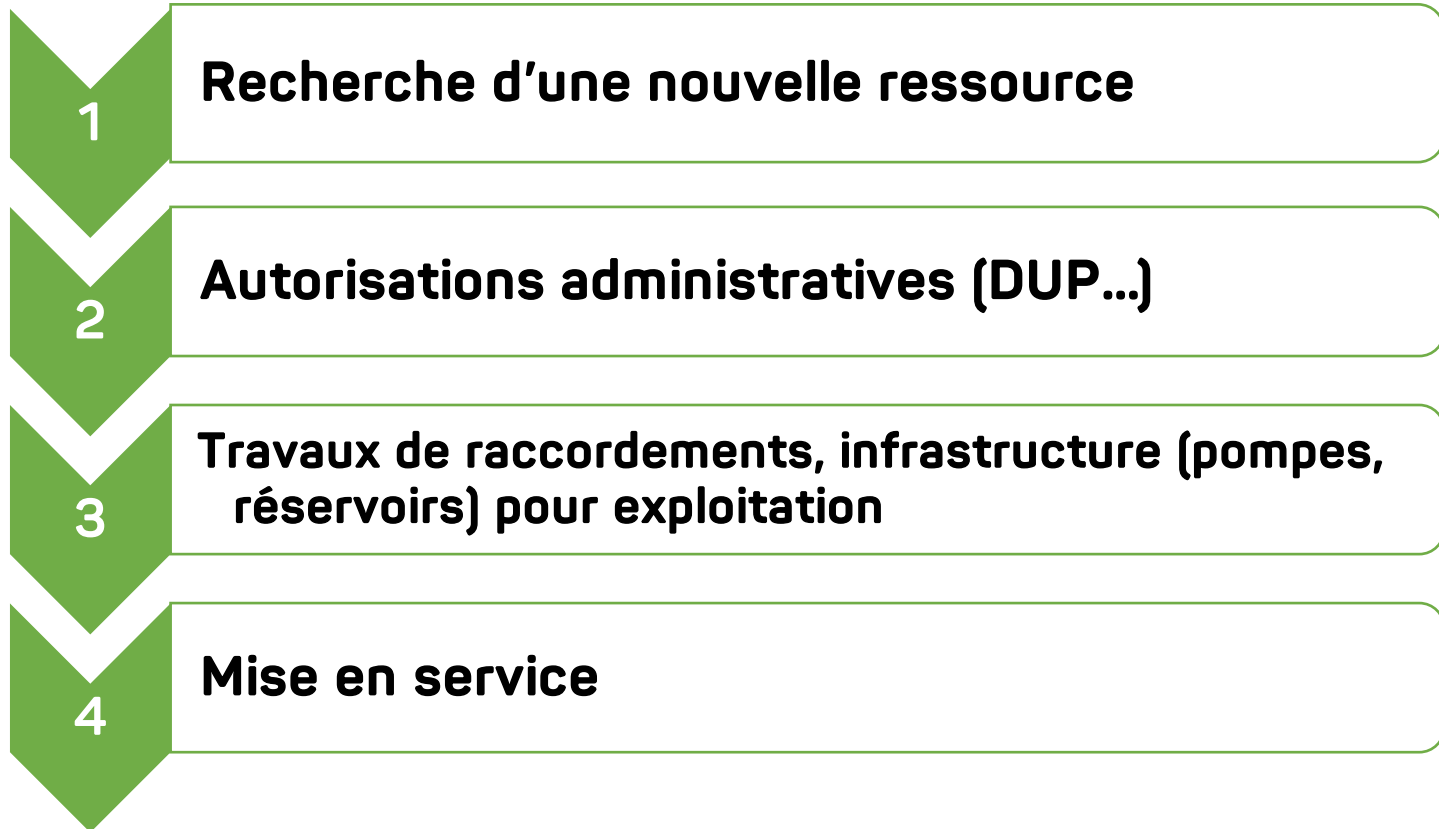 1
Recherche d’une nouvelle ressource
2
Autorisations administratives (DUP...)
3
Travaux de raccordements, infrastructure (pompes,
réservoirs) pour exploitation
4
Mise en service